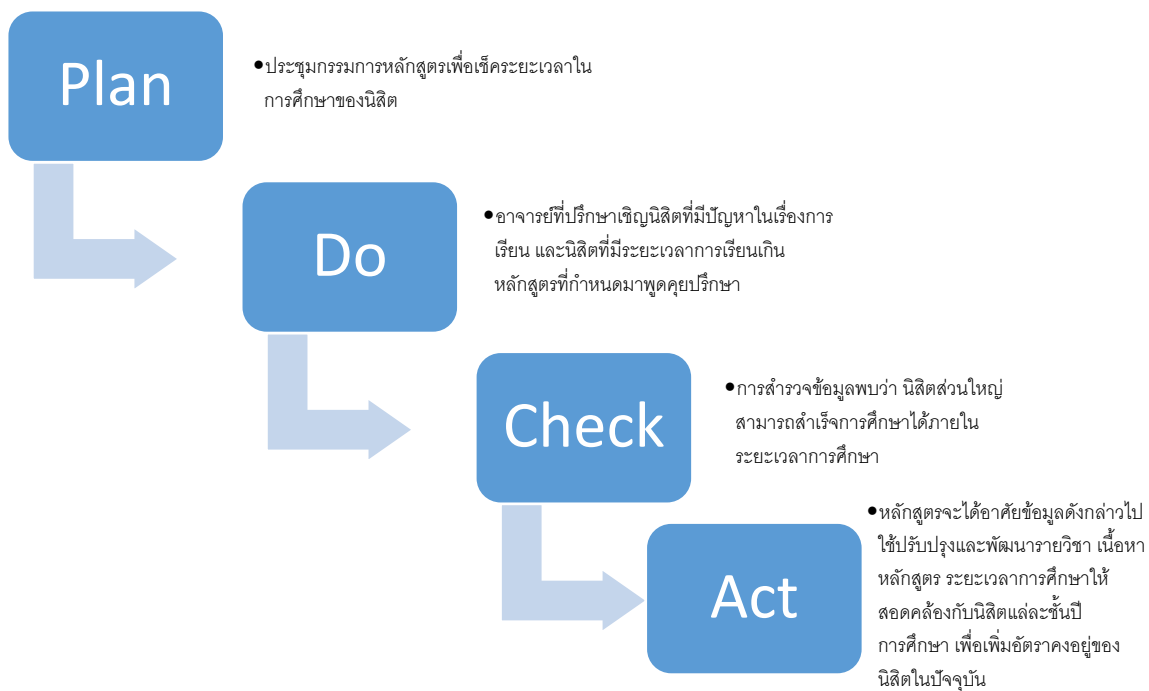 Plan
•ประชุมกรรมการหลักสูตรเพื่อเช็คระยะเวลาใน
การศึกษาของนิสิต
Do
•อาจารย์ที่ปรึกษาเชิญนิสิตที่มีปัญหาในเรื่องการ
เรียน และนิสิตที่มีระยะเวลาการเรียนเกิน
หลักสูตรที่กำหนดมาพูดคุยปรึกษา
Check
•การสำรวจข้อมูลพบว่า นิสิตส่วนใหญ่
สามารถสำเร็จการศึกษาได้ภายใน
ระยะเวลาการศึกษา
Act
•หลักสูตรจะได้อาศัยข้อมูลดังกล่าวไป
ใช้ปรับปรุงและพัฒนารายวิชา เนื้อหา
หลักสูตร ระยะเวลาการศึกษาให้
สอดคล้องกับนิสิตแล่ละชั้นปี
การศึกษา เพื่อเพิ่มอัตราคงอยู่ของ
นิสิตในปัจจุบัน